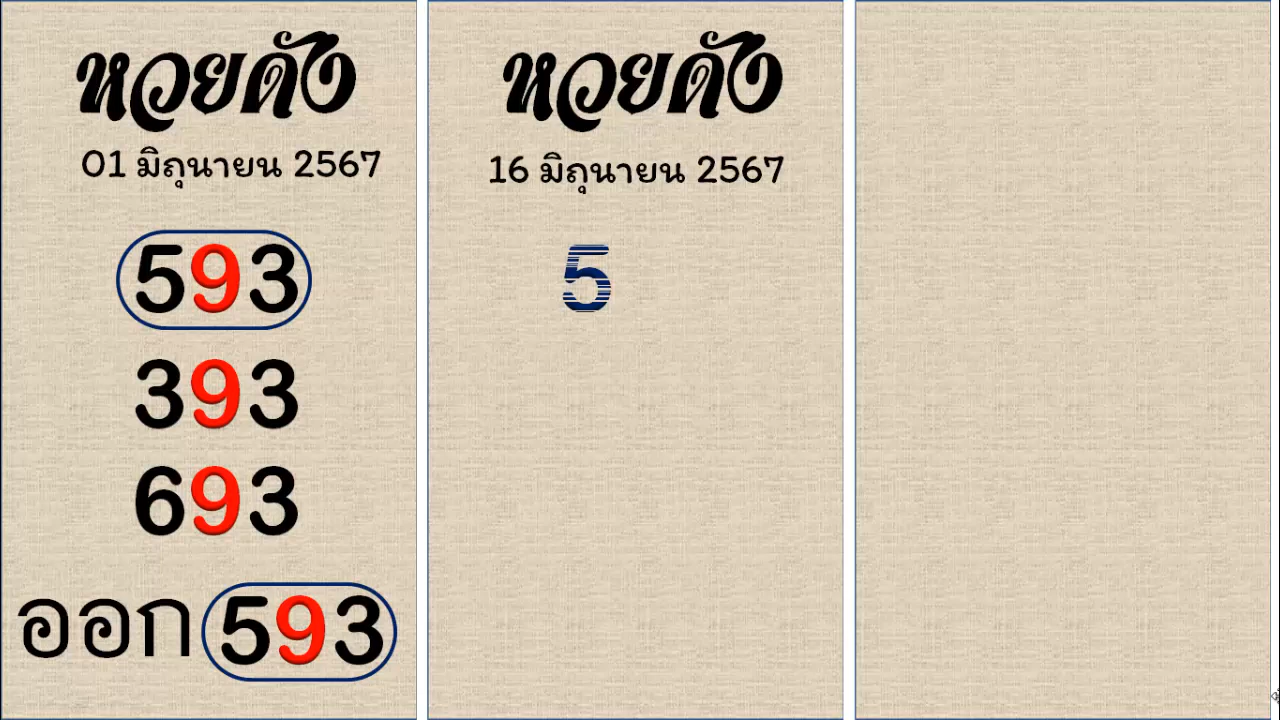 หวยดัง
01 มิถุนายน 2567
593
393
693
ออก 593
หวยดัง
16 มิถุนายน 2567
5